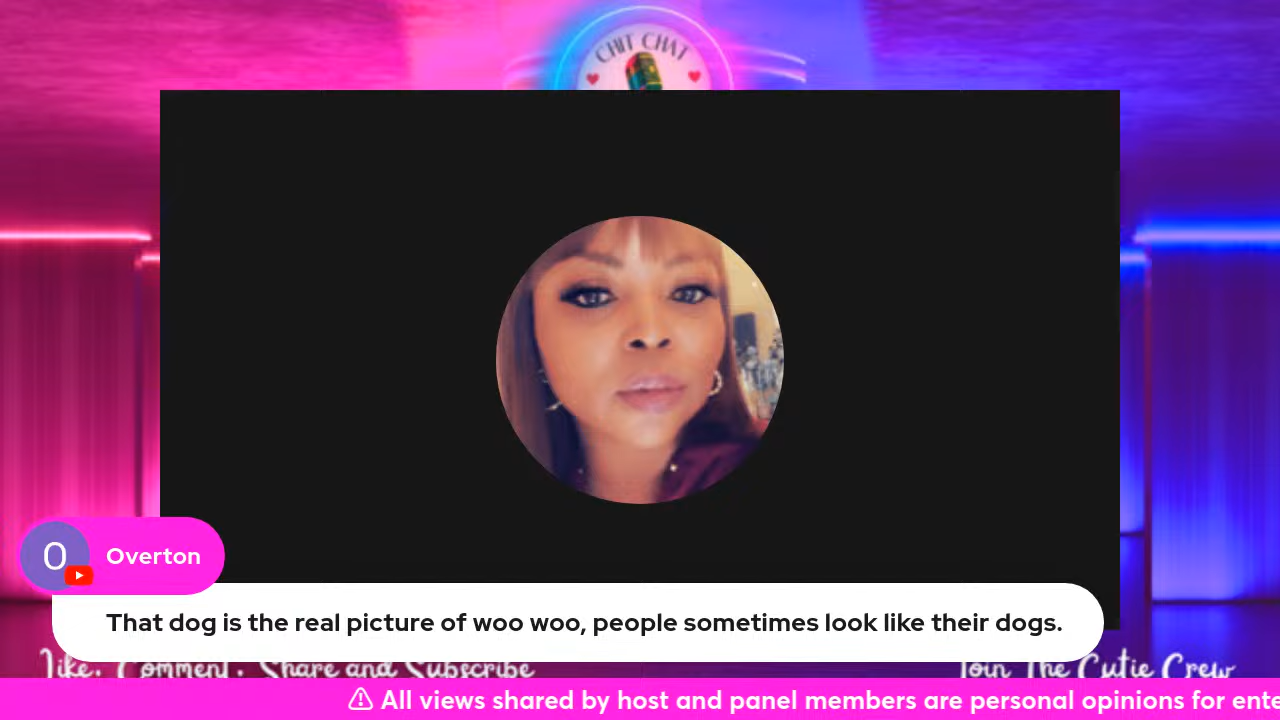 CHIT CHAT
O
Overton
That dog is the real picture of woo woo, people sometimes look like their dogs.
Like. Comment. Share and Subscribe
Join The Cutie Crew
All views shared by host and panel members are personal opinions for ente